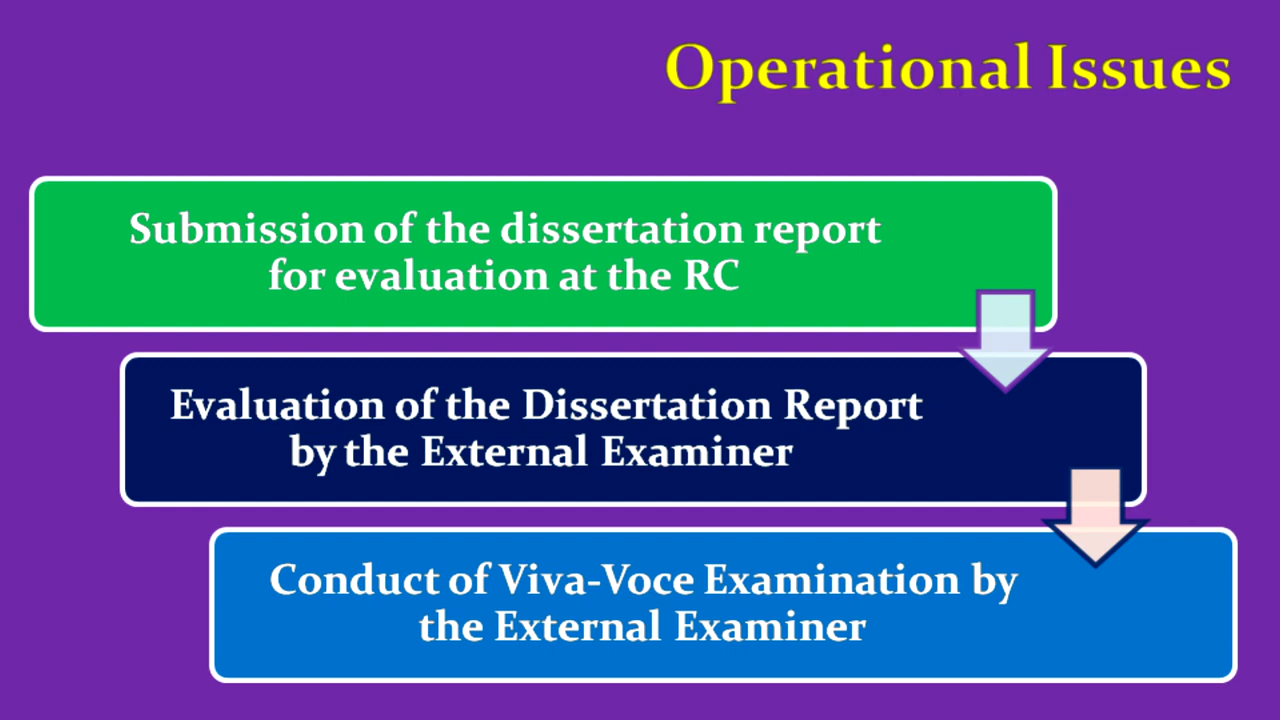 Operational Issues
Submission of the dissertation report
for evaluation at the RC
Evaluation of the Dissertation Report
by the External Examiner
Conduct of Viva-Voce Examination by
the External Examiner